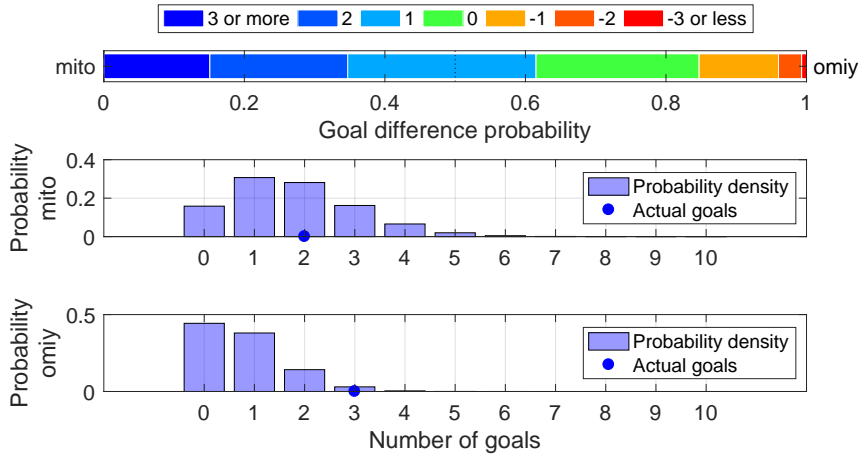 3 or more 2 1 0 -1 -2 -3 or less
mito omiy
0 0.2 0.4 0.6 0.8 1
Goal difference probability
Probability
mito
0.4
0.2
0
Probability density
Actual goals
0 1 2 3 4 5 6 7 8 9 10
Probability
omiy
0.5
0
Probability density
Actual goals
0 1 2 3 4 5 6 7 8 9 10
Number of goals